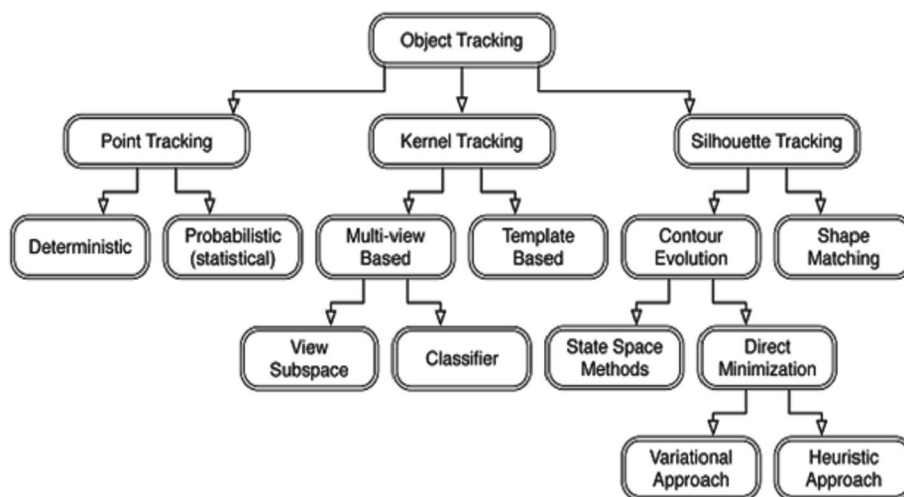 Object Tracking
Point Tracking
Kernel Tracking
Silhouette Tracking
Deterministic
Probabilistic
(statistical)
Multi-view
Based
Template
Based
Contour
Evolution
Shape
Matching
View
Subspace
Classifier
State Space
Methods
Direct
Minimization
Variational
Approach
Heuristic
Approach